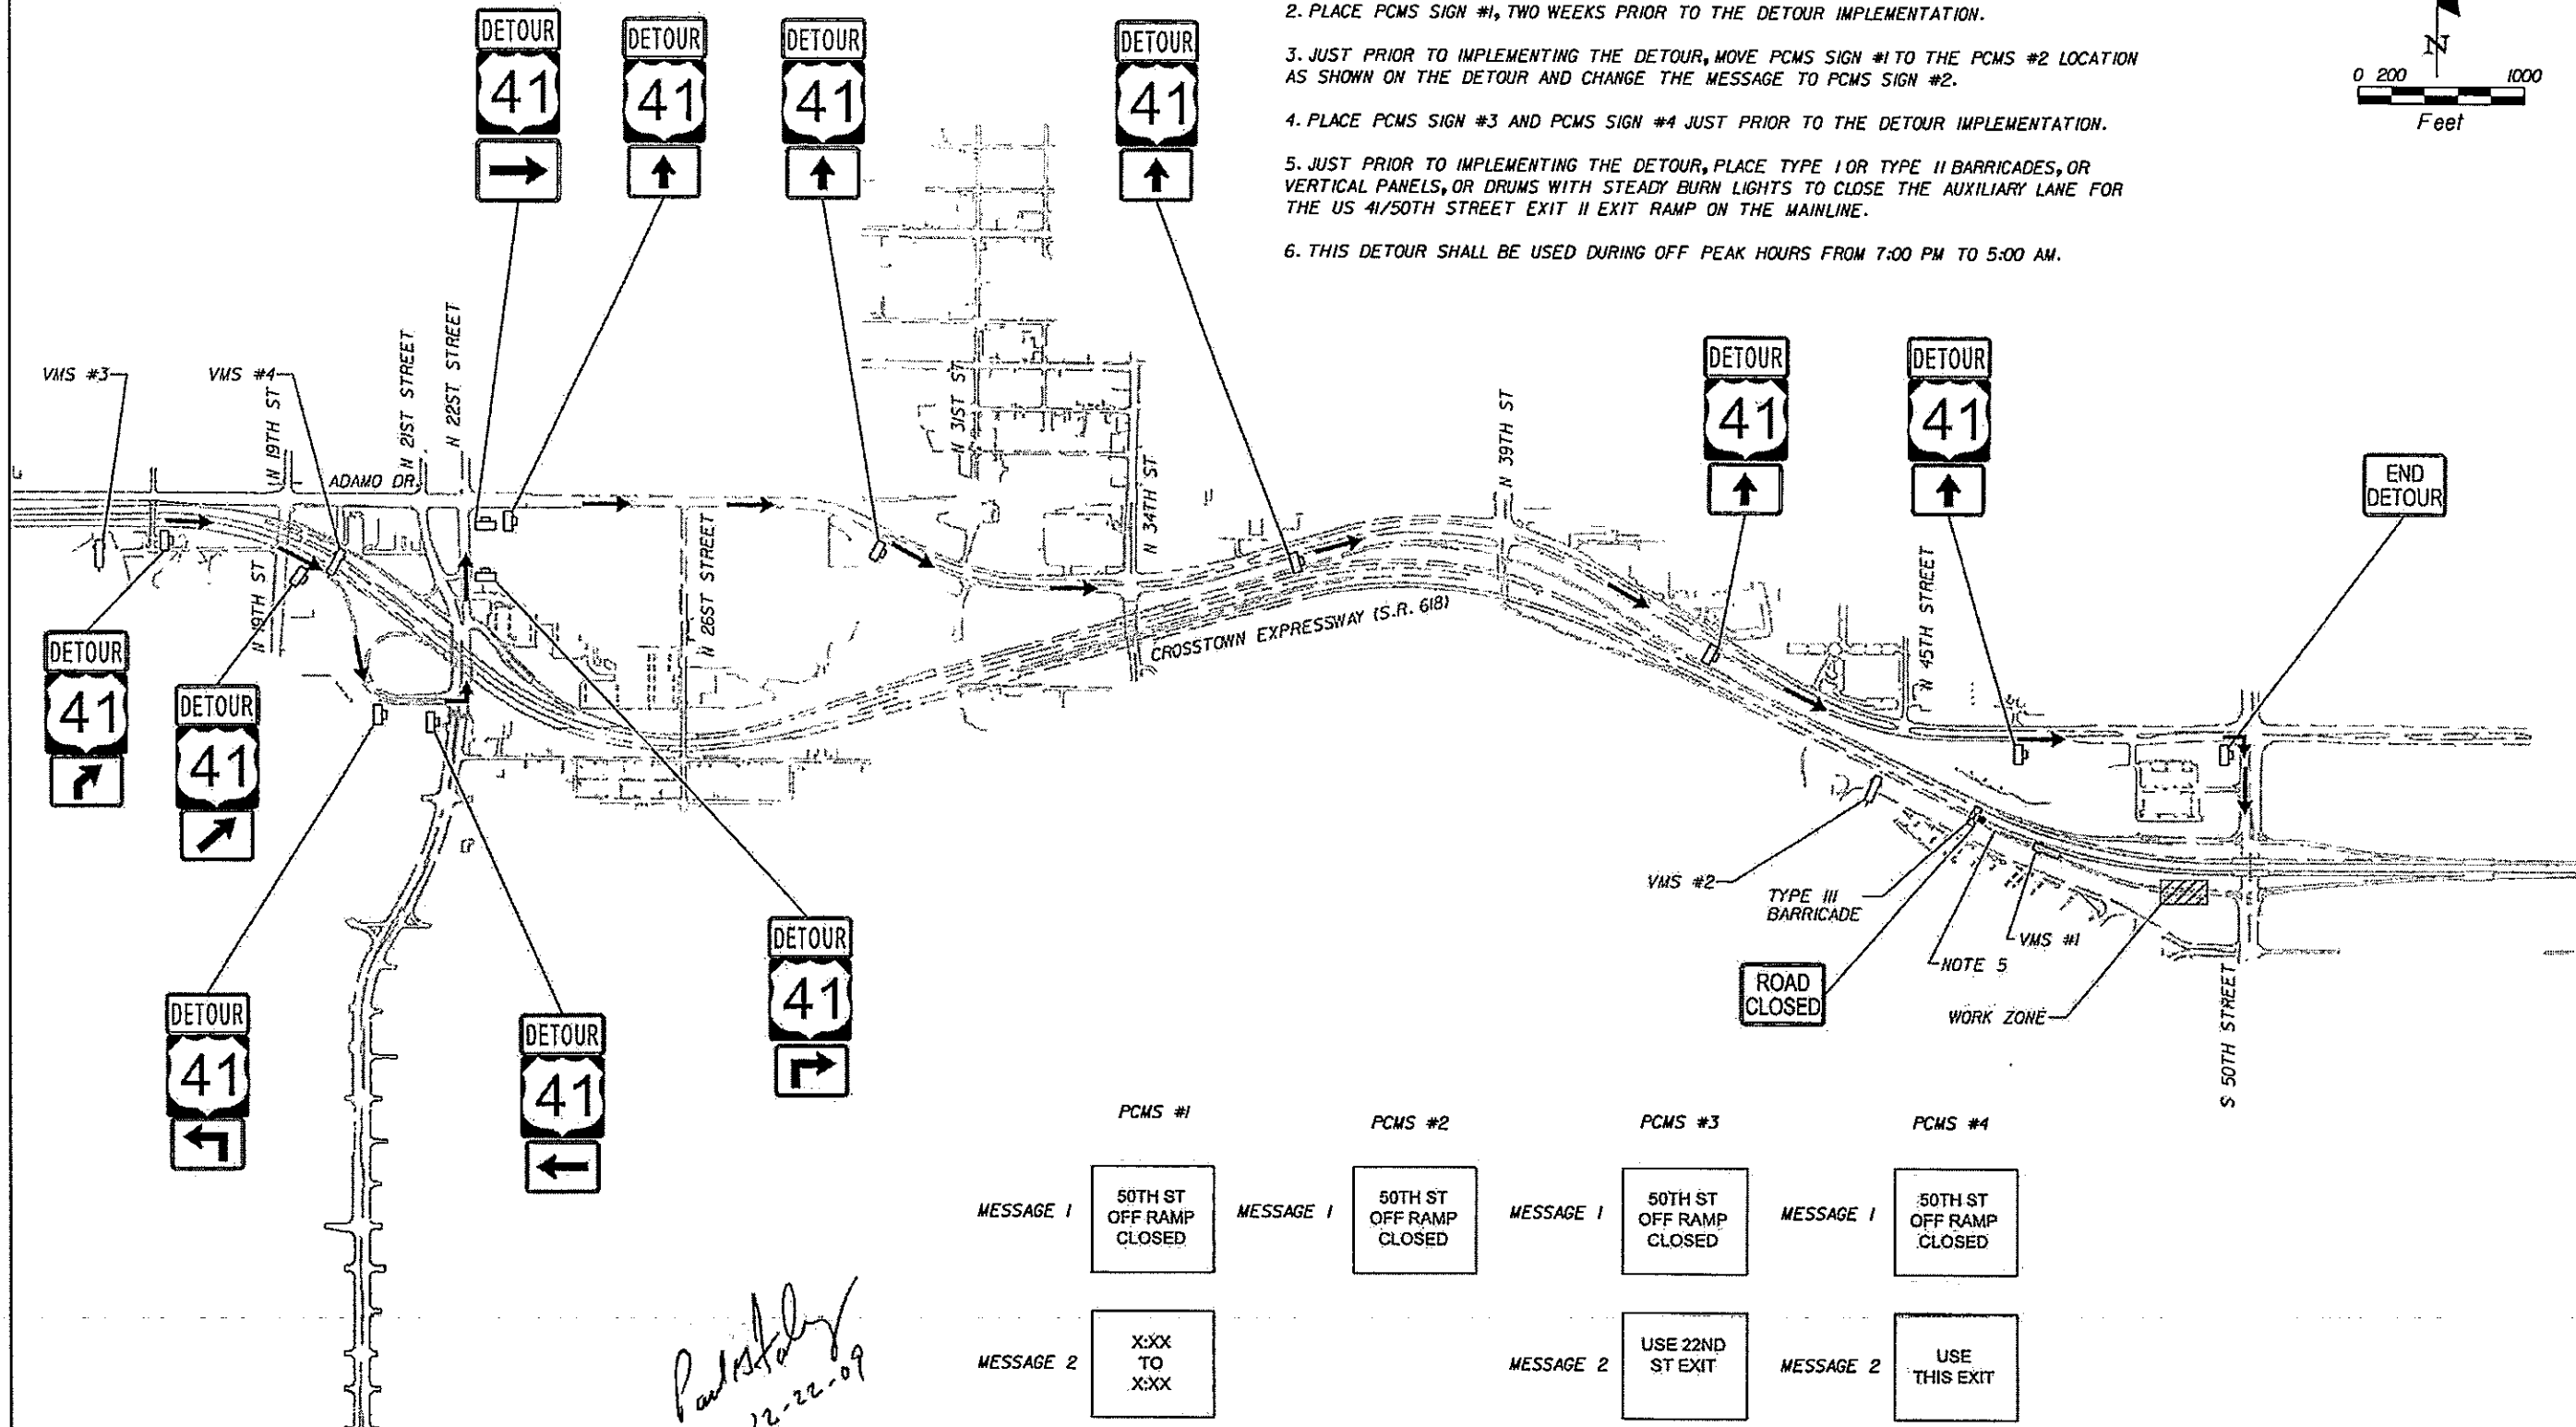 2. PLACE PCMS SIGN #1, TWO WEEKS PRIOR TO THE DETOUR IMPLEMENTATION.
3. JUST PRIOR TO IMPLEMENTING THE DETOUR, MOVE PCMS SIGN #1 TO THE PCMS #2 LOCATION
AS SHOWN ON THE DETOUR AND CHANGE THE MESSAGE TO PCMS SIGN #2.
4. PLACE PCMS SIGN #3 AND PCMS SIGN #4 JUST PRIOR TO THE DETOUR IMPLEMENTATION.
5. JUST PRIOR TO IMPLEMENTING THE DETOUR, PLACE TYPE I OR TYPE II BARRICADES, OR
VERTICAL PANELS, OR DRUMS WITH STEADY BURN LIGHTS TO CLOSE THE AUXILIARY LANE FOR
THE US 41/50TH STREET EXIT 11 EXIT RAMP ON THE MAINLINE.
6. THIS DETOUR SHALL BE USED DURING OFF PEAK HOURS FROM 7:00 PM TO 5:00 AM.
N
0 200 1000
Feet
DETOUR
41
DETOUR
41
DETOUR
41
DETOUR
41
DETOUR
41
DETOUR
41
END
DETOUR
VMS #3
VMS #4
N 19TH ST
N 21ST STREET
N 22ST STREET
ADAMO DR.
N 31ST ST
N 34TH ST
N 39TH ST
N 19TH ST
N 26ST STREET
CROSSTOWN EXPRESSWAY (S.R. 618)
N 45TH STREET
DETOUR
41
DETOUR
41
DETOUR
41
DETOUR
41
DETOUR
41
VMS #2
TYPE III
BARRICADE
VMS #1
NOTE 5
ROAD
CLOSED
WORK ZONE
S 50TH STREET
PCMS #1
PCMS #2
PCMS #3
PCMS #4
MESSAGE 1
50TH ST
OFF RAMP
CLOSED
MESSAGE 1
50TH ST
OFF RAMP
CLOSED
MESSAGE 1
50TH ST
OFF RAMP
CLOSED
MESSAGE 1
50TH ST
OFF RAMP
CLOSED
MESSAGE 2
X:XX
TO
X:XX
MESSAGE 2
USE 22ND
ST EXIT
MESSAGE 2
USE
THIS EXIT